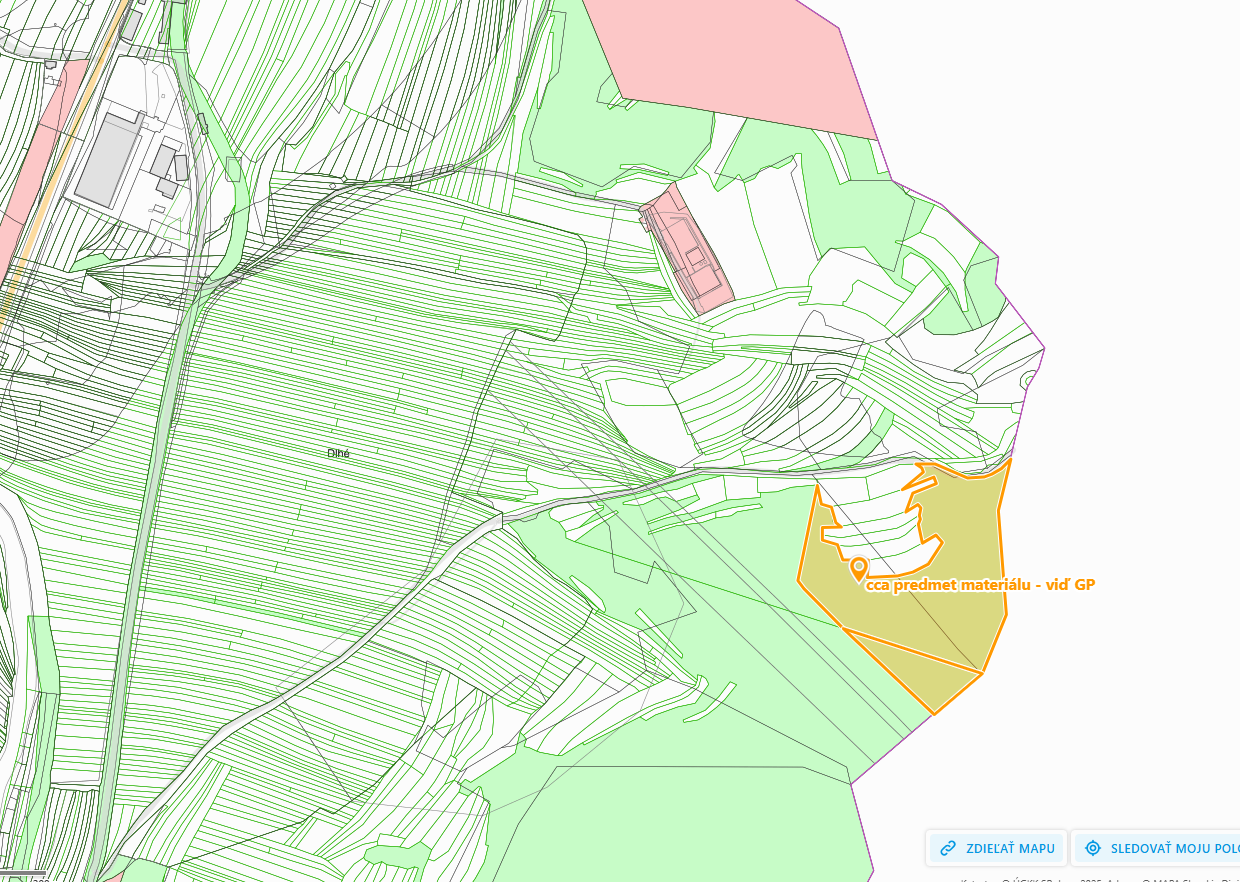 Dlhé
cca predmet materiálu - viď GP
ZDIEĽAŤ MAPU
SLEDOVAŤ MOJU POLO